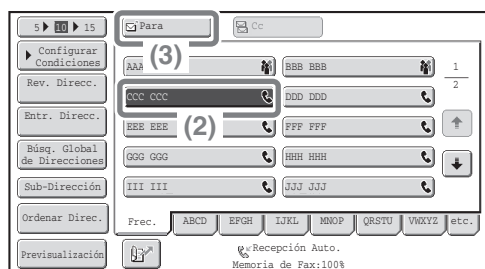 5 10 15
Para
Cc
Configurar
Condiciones
(3)
AAA
BBB BBB
1
2
Rev. Direcc.
CCC CCC
DDD DDD
Entr. Direcc.
EEE EEE
(2)
FFF FFF
Búsq. Global
de Direcciones
GGG GGG
HHH HHH
Sub-Dirección
III III
JJJ JJJ
Ordenar Direc.
Frec.
ABCD
EFGH
IJKL
MNOP
QRSTU
VWXYZ
etc.
Previsualización
Recepción Auto.
Memoria de Fax:100%